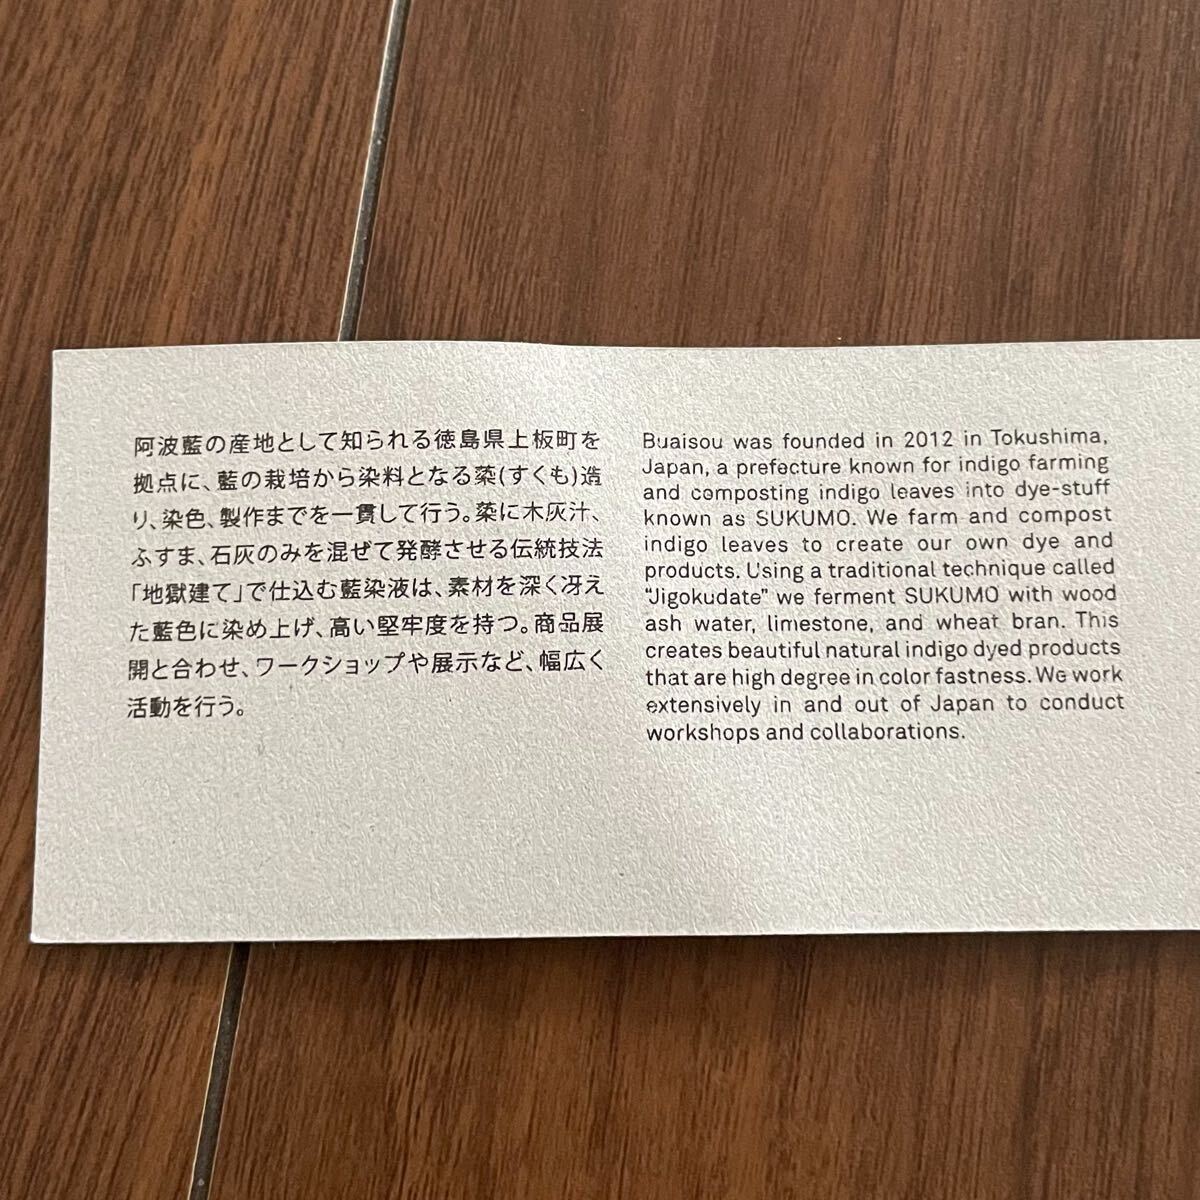 阿波藍の産地として知られる徳島県上板町を
拠点に、藍の栽培から染料となる蒅(すくも)造
り、染色、製作までを一貫して行う。蒅に木灰汁、
ふすま、石灰のみを混ぜて発酵させる伝統技法
「地獄建て」で仕込む藍染液は、素材を深く冴え
た藍色に染め上げ、高い堅牢度を持つ。商品展
開と合わせ、ワークショップや展示など、幅広く
活動を行う。
Buaisou was founded in 2012 in Tokushima,
Japan, a prefecture known for indigo farming
and composting indigo leaves into dye-stuff
known as SUKUMO. We farm and compost
indigo leaves to create our own dye and
products. Using a traditional technique called
"Jigokudate" we ferment SUKUMO with wood
ash water, limestone, and wheat bran. This
creates beautiful natural indigo dyed products
that are high degree in color fastness. We work
extensively in and out of Japan to conduct
workshops and collaborations.